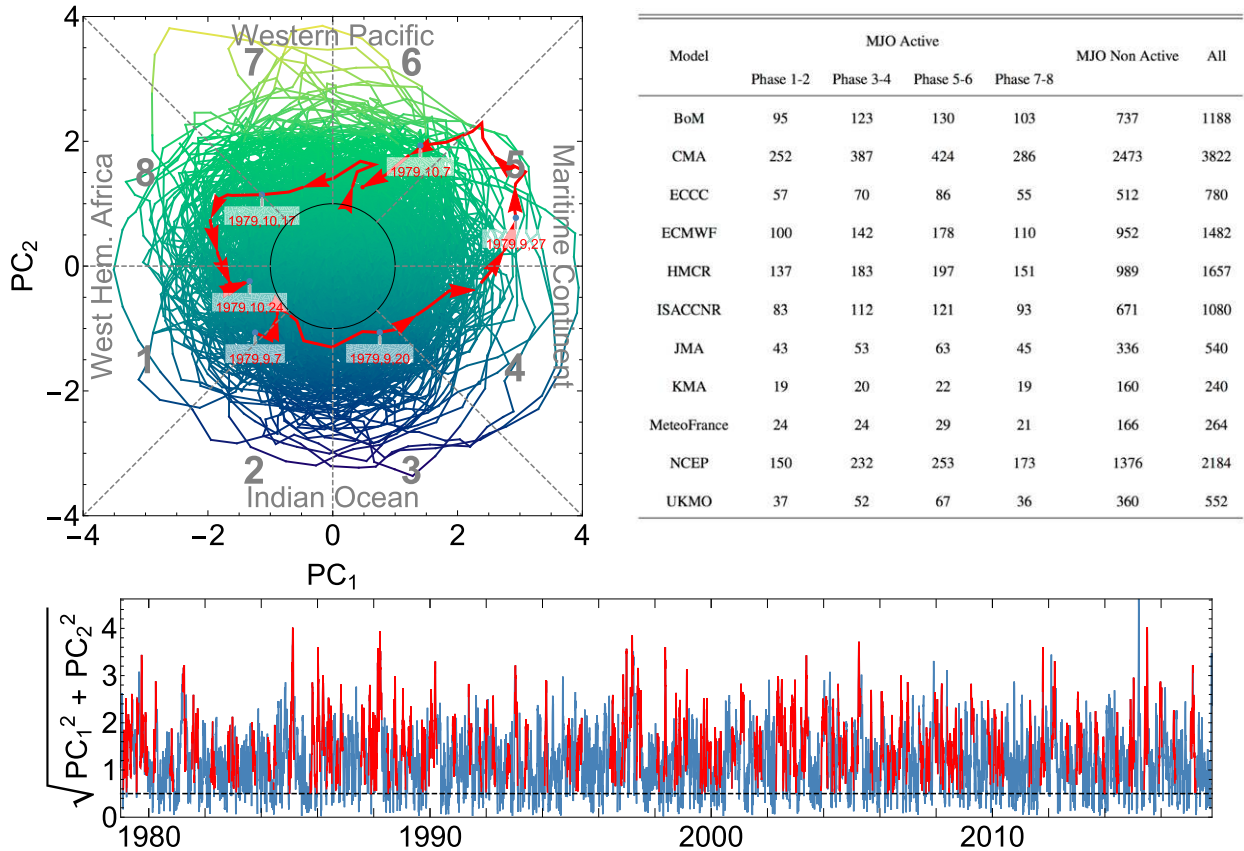 4
2
0
−2
−4
−4
−2
0
2
4
PC2
PC1
Western Pacific
7
6
8
5
West Hem. Africa
Maritime Continent
1
4
2
3
Indian Ocean
1979,10,7
1979,10,17
1979,9,27
1979,10,24
1979,9,7
1979,9,20
Model MJO Active MJO Non Active All
Phase 1-2 Phase 3-4 Phase 5-6 Phase 7-8
BoM 95 123 130 103 737 1188
CMA 252 387 424 286 2473 3822
ECCC 57 70 86 55 512 780
ECMWF 100 142 178 110 952 1482
HMCR 137 183 197 151 989 1657
ISACCNR 83 112 121 93 671 1080
JMA 43 53 63 45 336 540
KMA 19 20 22 19 160 240
MeteoFrance 24 24 29 21 166 264
NCEP 150 232 253 173 1376 2184
UKMO 37 52 67 36 360 552
√PC1² + PC2²
4
3
2
1
0
1980 1990 2000 2010